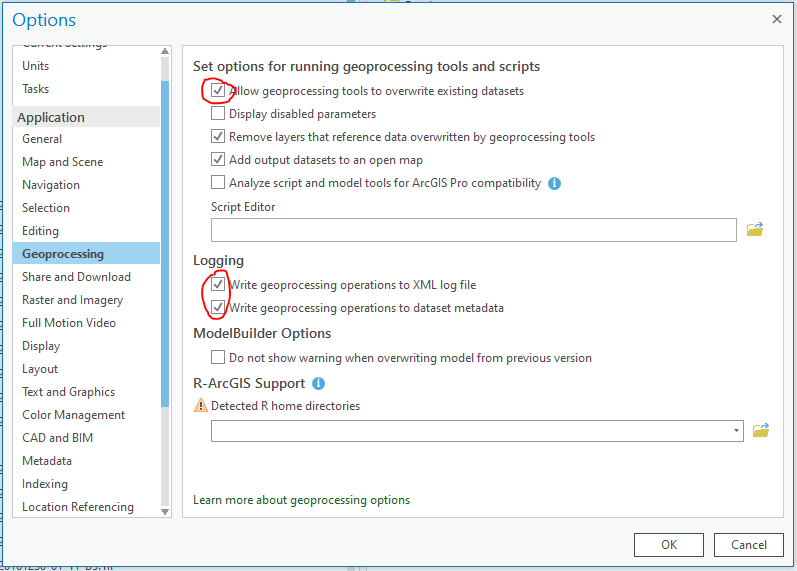 Options
Current Settings
Units
Tasks
Application
General
Map and Scene
Navigation
Selection
Editing
Geoprocessing
Share and Download
Raster and Imagery
Full Motion Video
Display
Layout
Text and Graphics
Color Management
CAD and BIM
Metadata
Indexing
Location Referencing
Set options for running geoprocessing tools and scripts
Allow geoprocessing tools to overwrite existing datasets
Display disabled parameters
Remove layers that reference data overwritten by geoprocessing tools
Add output datasets to an open map
Analyze script and model tools for ArcGIS Pro compatibility
Script Editor
Logging
Write geoprocessing operations to XML log file
Write geoprocessing operations to dataset metadata
ModelBuilder Options
Do not show warning when overwriting model from previous version
R-ArcGIS Support
Detected R home directories
Learn more about geoprocessing options
OK
Cancel